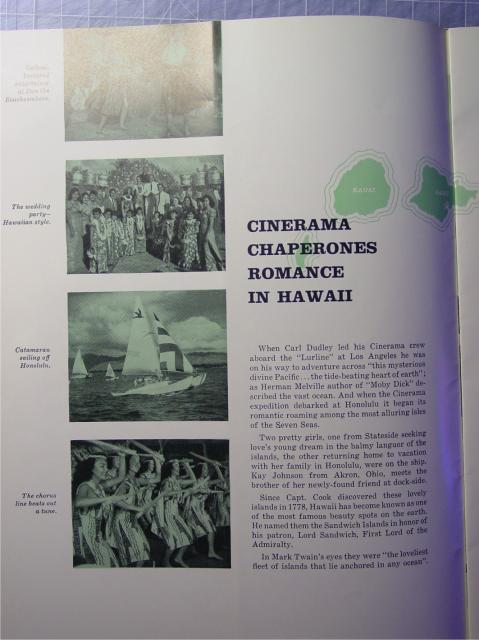 The wedding
party—
Hawaiian style.
Catamaran
sailing off
Honolulu.
The chorus
line beats out
a tune.
KAUAI
CINERAMA
CHAPERONES
ROMANCE
IN HAWAII
When Carl Dudley led his Cinerama crew
aboard the "Lurline" at Los Angeles he was
on his way to adventure across "this mysterious
divine Pacific...the tide-beating heart of earth";
as Herman Melville author of "Moby Dick" de-
scribed the vast ocean. And when the Cinerama
expedition debarked at Honolulu it began its
romantic roaming among the most alluring isles
of the Seven Seas.
Two pretty girls, one from Stateside seeking
love's young dream in the balmy languer of the
islands, the other returning home to vacation
with her family in Honolulu, were on the ship.
Kay Johnson from Akron, Ohio, meets the
brother of her newly-found friend at dock-side.
Since Capt. Cook discovered these lovely
islands in 1778, Hawaii has become known as one
of the most famous beauty spots on the earth.
He named them the Sandwich Islands in honor of
his patron, Lord Sandwich, First Lord of the
Admiralty.
In Mark Twain's eyes they were "the loveliest
fleet of islands that lie anchored in any ocean".